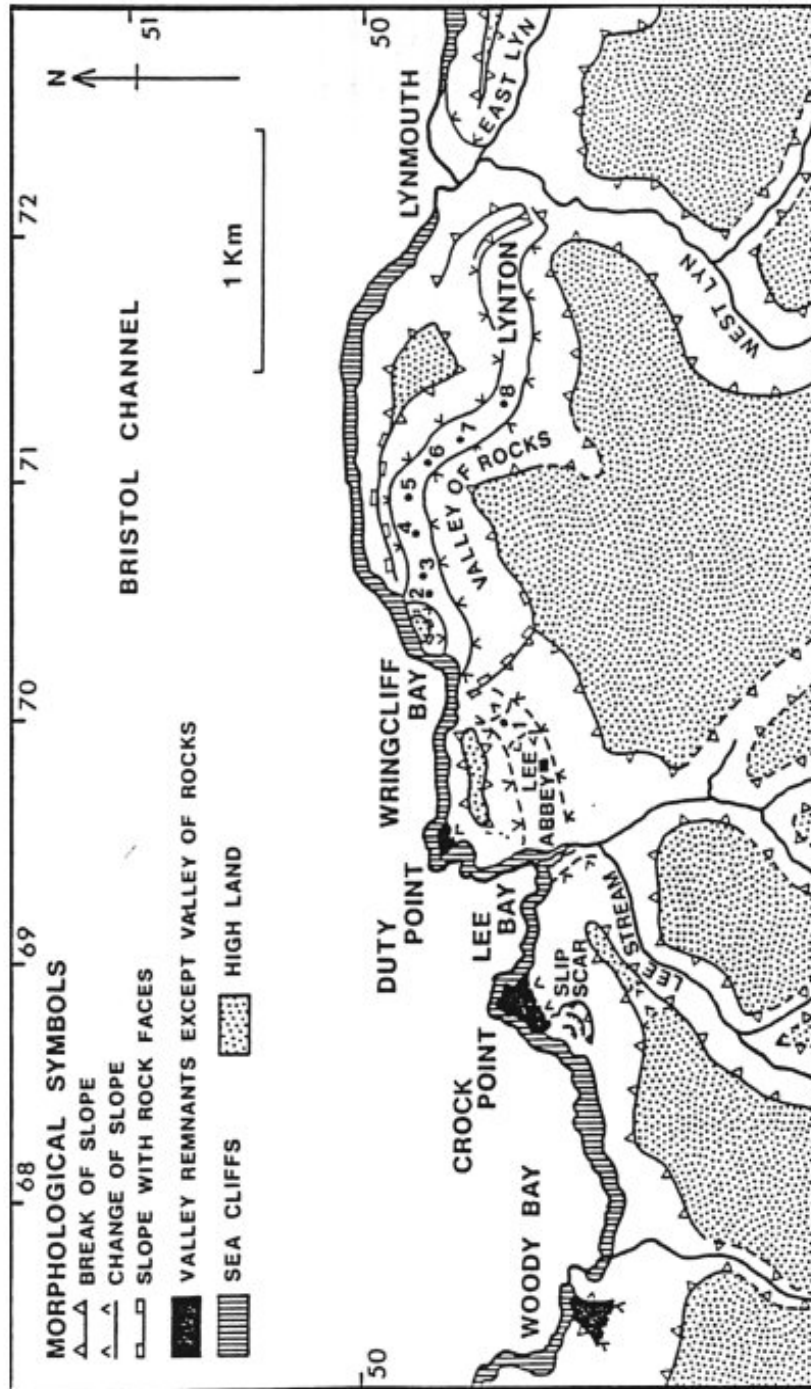 68
69
70
71
72
51
50
50
MORPHOLOGICAL SYMBOLS
BREAK OF SLOPE
CHANGE OF SLOPE
SLOPE WITH ROCK FACES
VALLEY REMNANTS EXCEPT VALLEY OF ROCKS
SEA CLIFFS
HIGH LAND
BRISTOL CHANNEL
N
1 Km
WOODY BAY
CROCK POINT
SLIP SCAR
LEE BAY
DUTY POINT
LEE STREAM
LEE ABBEY
WRINGCLIFF BAY
1
2
3
4
5
6
7
8
VALLEY OF ROCKS
LYNTON
LYNMOUTH
EAST LYN
WEST LYN